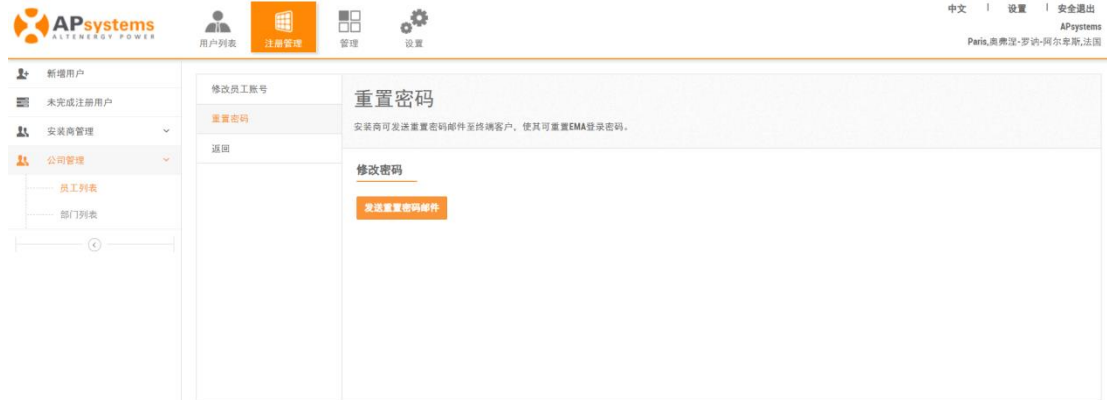 APsystems
ALTENERGY POWER
用户列表
注册管理
管理
设置
中文 | 设置 | 安全退出
APsystems
Paris,奥弗涅-罗讷-阿尔卑斯,法国
新增用户
未完成注册用户
安装商管理
公司管理
员工列表
部门列表
修改员工账号
重置密码
返回
重置密码
安装商可发送重置密码邮件至终端客户，使其可重置EMA登录密码。
修改密码
发送重置密码邮件